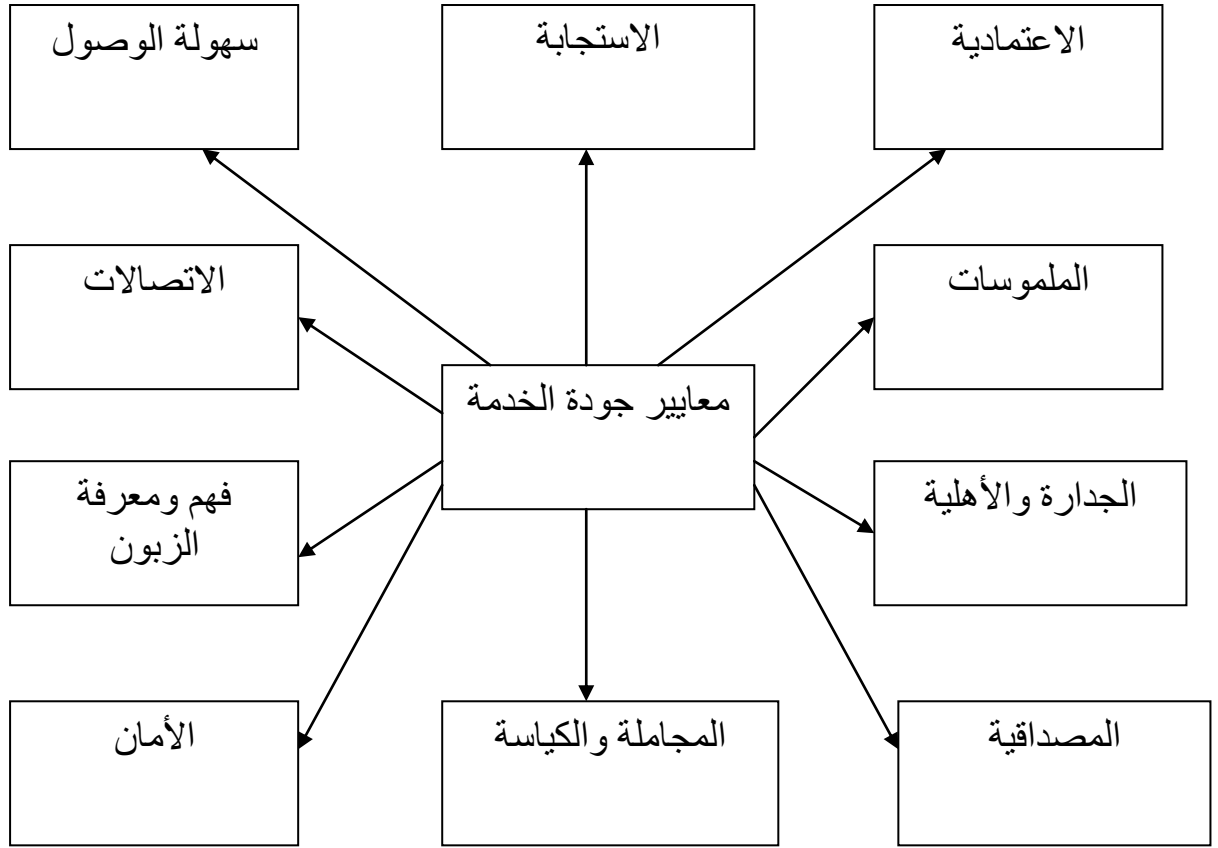 الاعتمادية
الاستجابة
سهولة الوصول
الملموسات
الاتصالات
معايير جودة الخدمة
الجدارة والأهلية
فهم ومعرفة
الزبون
المصداقية
المجاملة والكياسة
الأمان